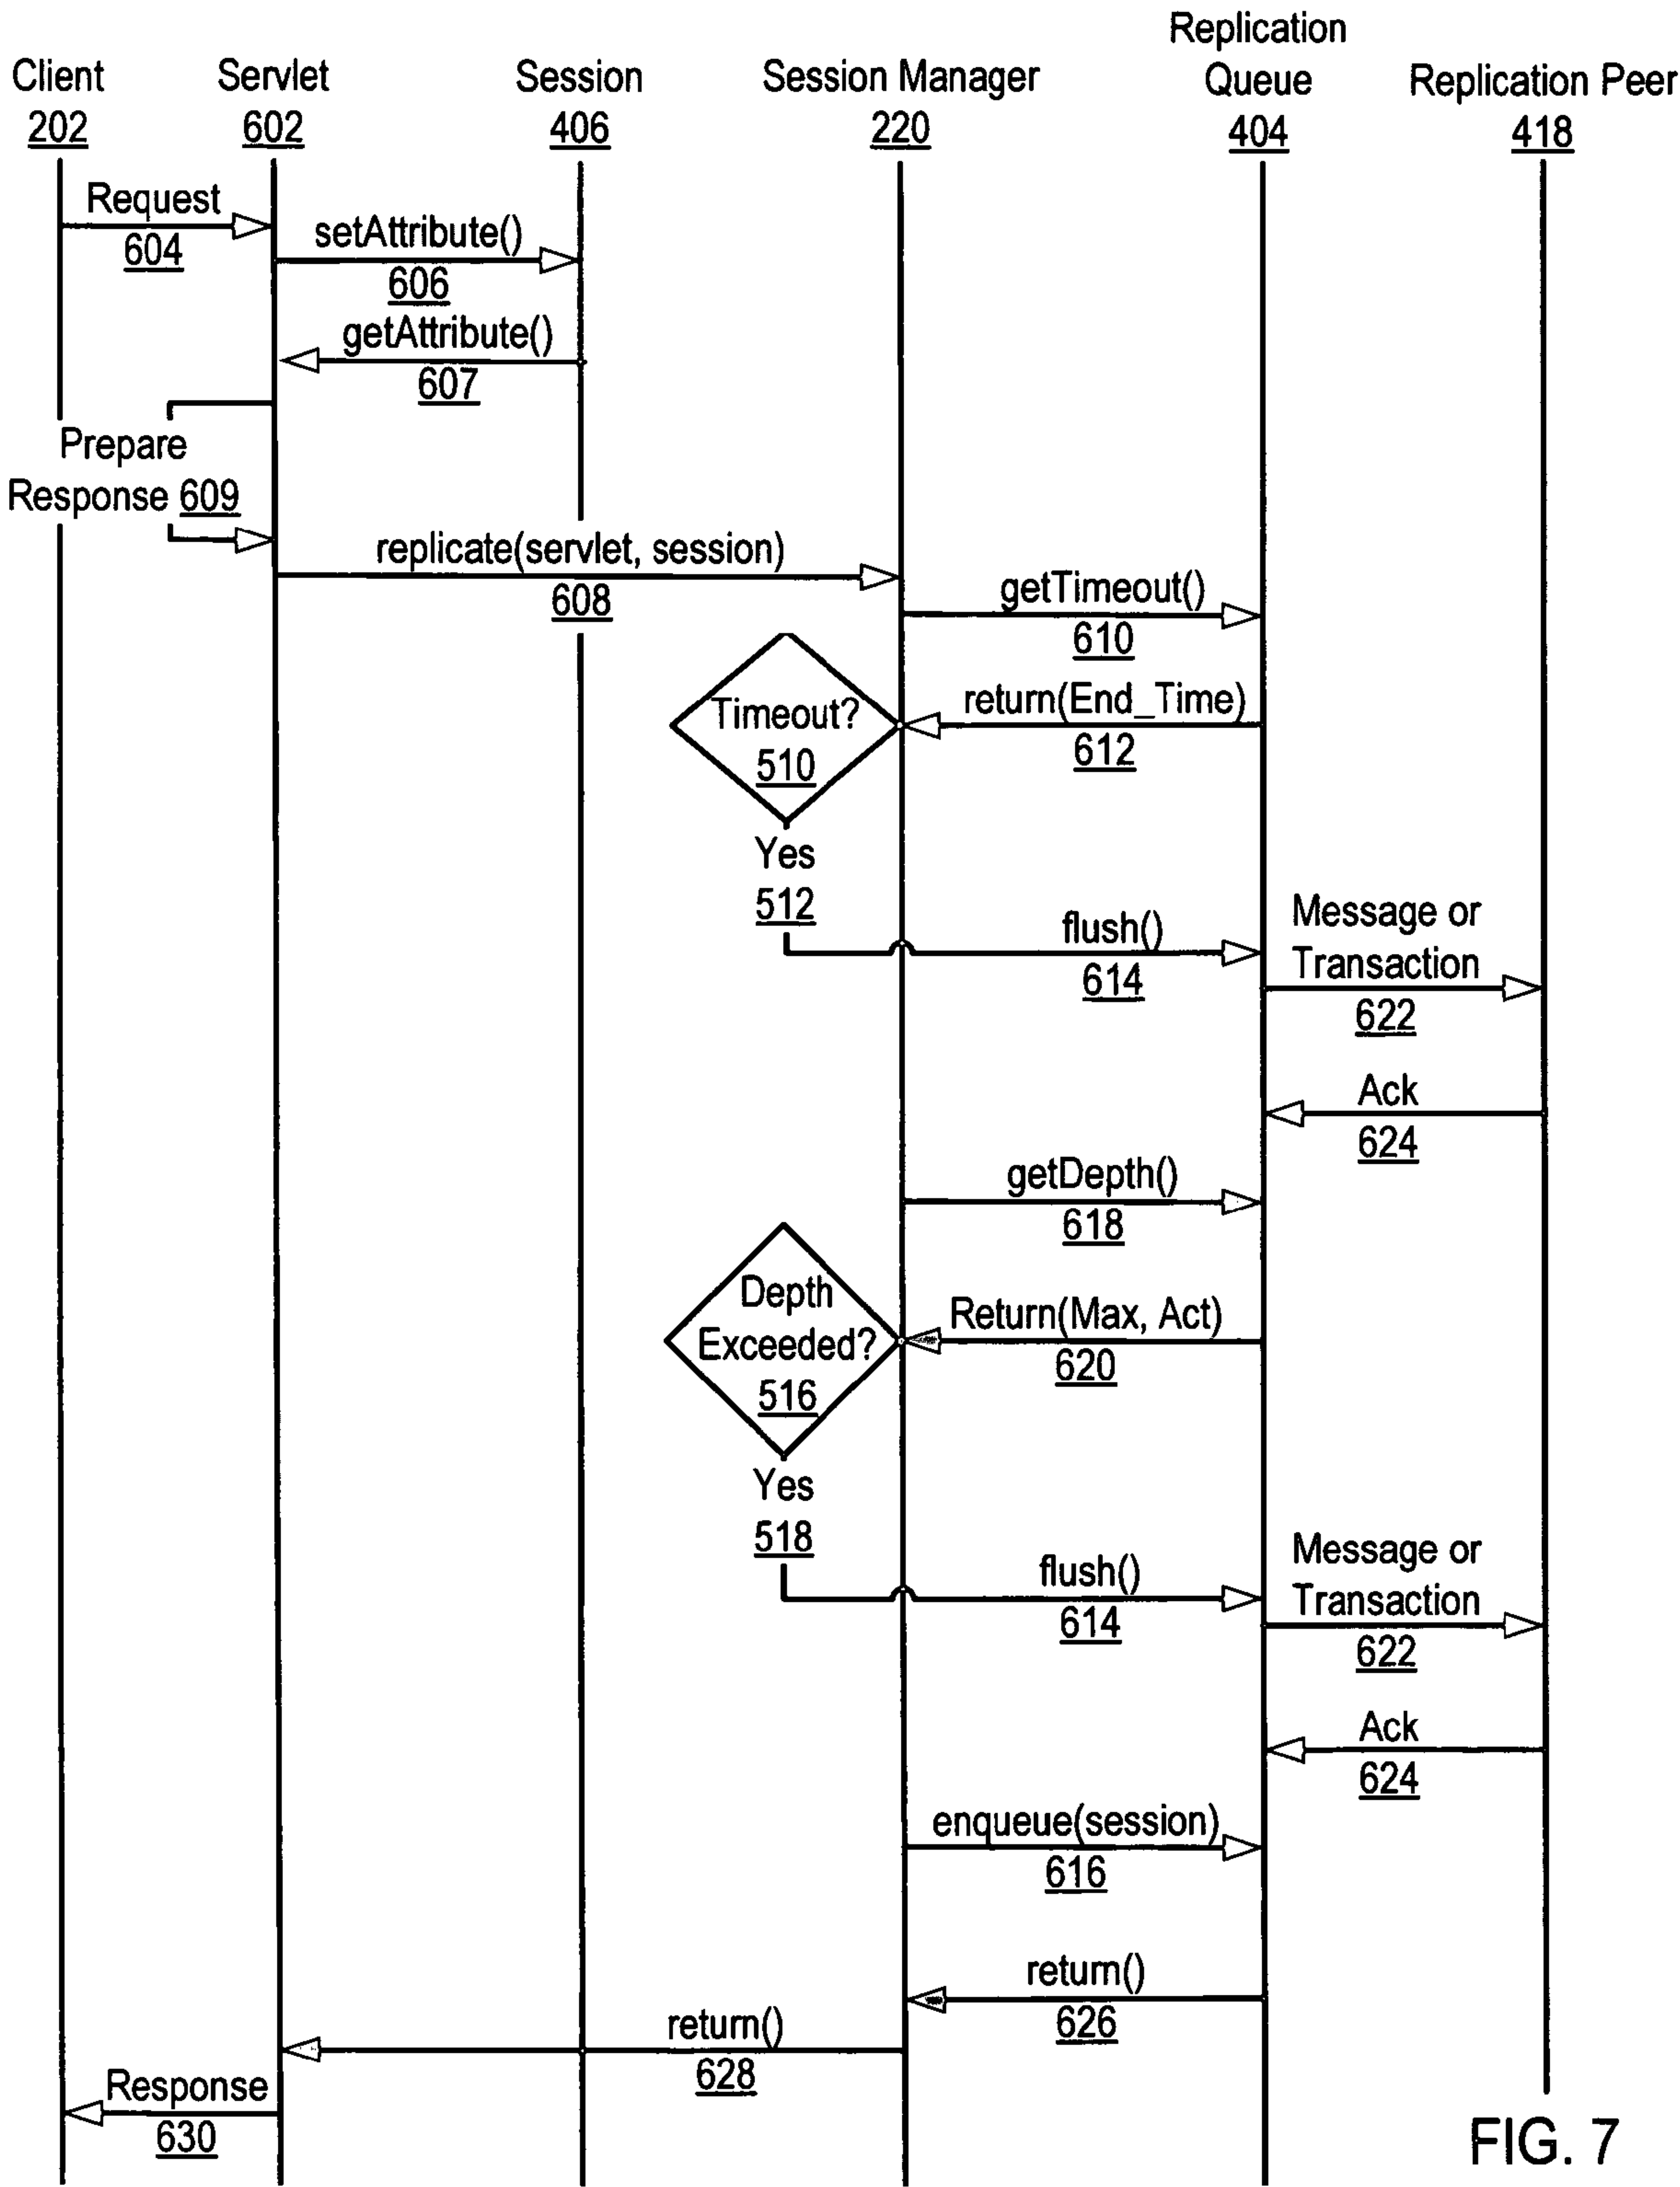 Client
202
Servlet
602
Session
406
Session Manager
220
Replication
Queue
404
Replication Peer
418
Request
604
setAttribute()
606
getAttribute()
607
Prepare
Response 609
replicate(servlet, session)
608
getTimeout()
610
Timeout?
510
return(End_Time)
612
Yes
512
flush()
614
Message or
Transaction
622
Ack
624
getDepth()
618
Depth
Exceeded?
516
Return(Max, Act)
620
Yes
518
flush()
614
Message or
Transaction
622
Ack
624
enqueue(session)
616
return()
626
return()
628
Response
630
FIG. 7